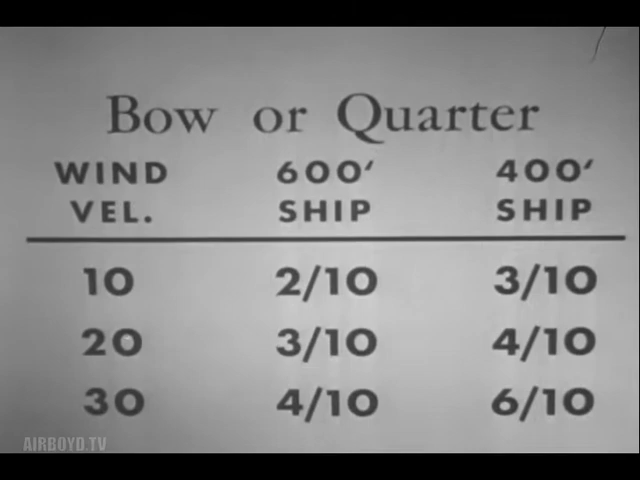 Bow or Quarter
WIND 600' 400'
VEL. SHIP SHIP
10 2/10 3/10
20 3/10 4/10
30 4/10 6/10
AIRBOYD.TV